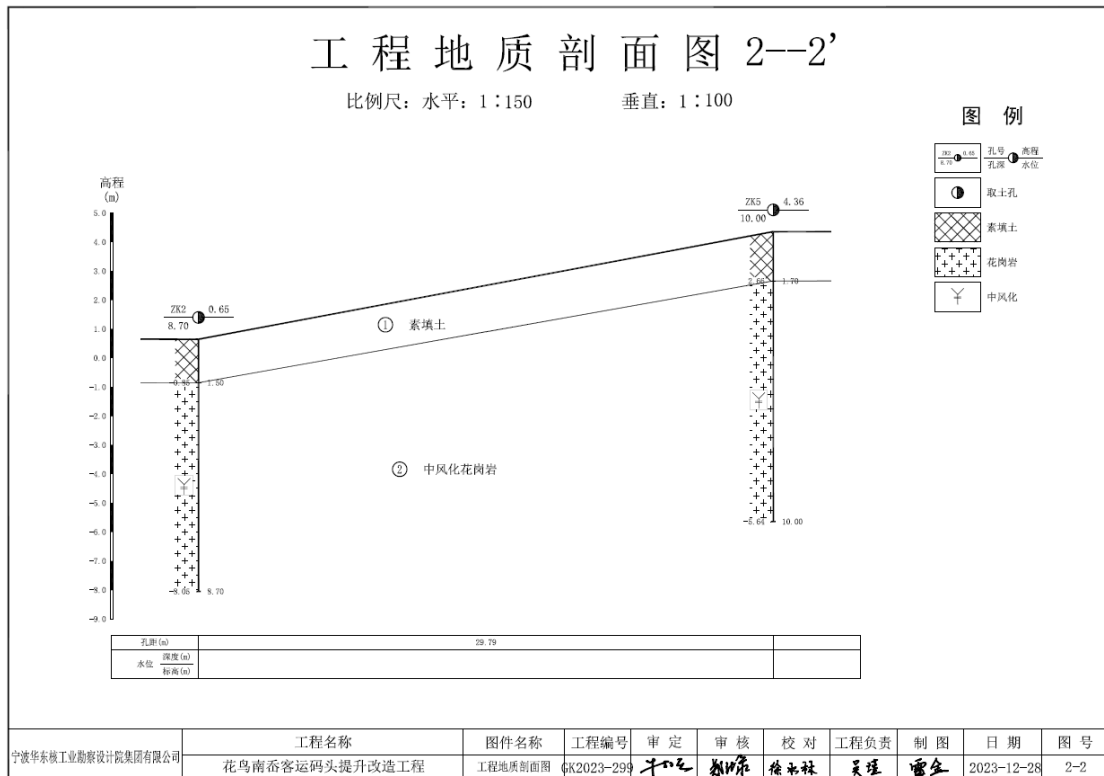 工程地质剖面图 2--2'
比例尺：水平：1：150 垂直：1：100
图 例
ZK2 0.65
8.70
孔号 高程
孔深 水位
取土孔
素填土
花岗岩
中风化
高程
(m)
5.0
4.0
3.0
2.0
1.0
0.0
-1.0
-2.0
-3.0
-4.0
-5.0
-6.0
-7.0
-8.0
-9.0
ZK5 4.36
10.00
2.66 1.70
-5.64 10.00
ZK2 0.65
8.70
-0.85 1.50
-8.05 8.70
① 素填土
② 中风化花岗岩
孔距(m) 29.79
水位 深度(m)
标高(m)
宁波华东核工业勘察设计院集团有限公司
工程名称 图件名称 工程编号 审 定 审 核 校 对 工程负责 制 图 日 期 图 号
花鸟南岙客运码头提升改造工程 工程地质剖面图 GK2023-299 2023-12-28 2-2